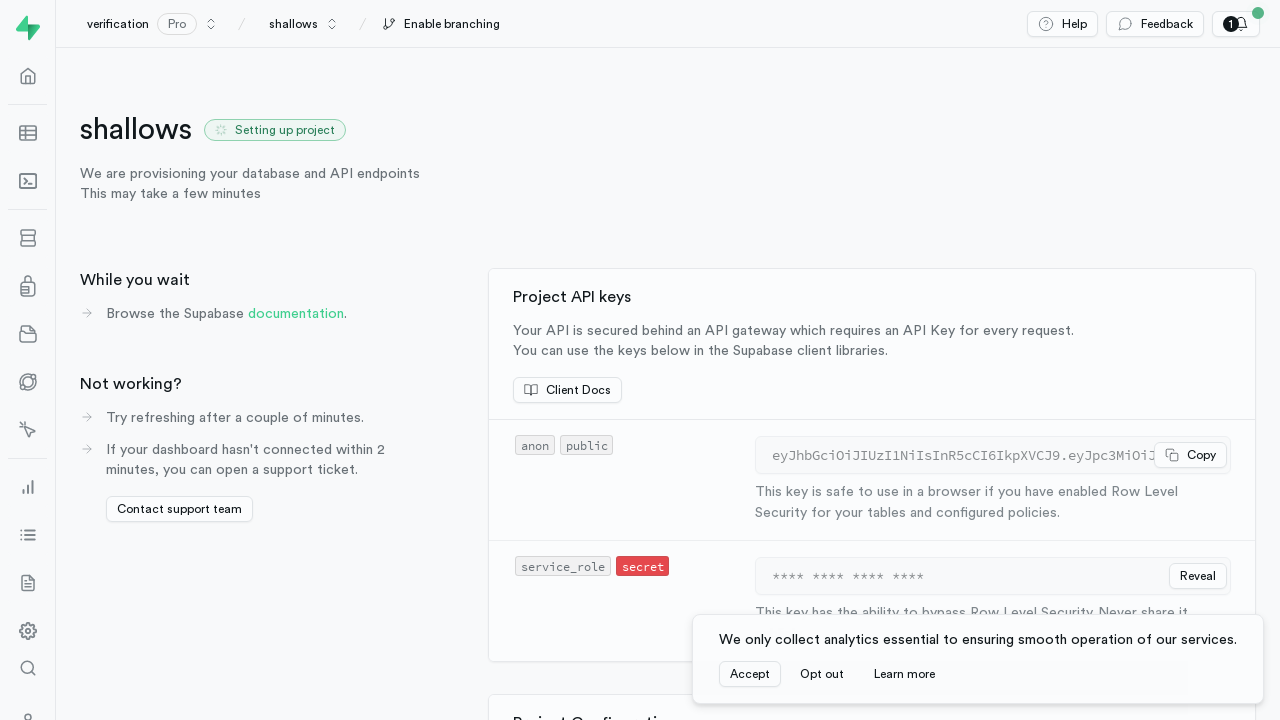 verification Pro / shallows / Enable branching
Help Feedback 1
shallows Setting up project
We are provisioning your database and API endpoints
This may take a few minutes
While you wait
Browse the Supabase documentation.
Not working?
Try refreshing after a couple of minutes.
If your dashboard hasn't connected within 2
minutes, you can open a support ticket.
Contact support team
Project API keys
Your API is secured behind an API gateway which requires an API Key for every request.
You can use the keys below in the Supabase client libraries.
Client Docs
anon public
eyJhbGciOiJIUzI1NiIsInR5cCI6IkpXVCJ9.eyJpc3MiOiJ Copy
This key is safe to use in a browser if you have enabled Row Level
Security for your tables and configured policies.
service_role secret
**** **** **** **** Reveal
This key has the ability to bypass Row Level Security. Never share it
We only collect analytics essential to ensuring smooth operation of our services.
Accept Opt out Learn more